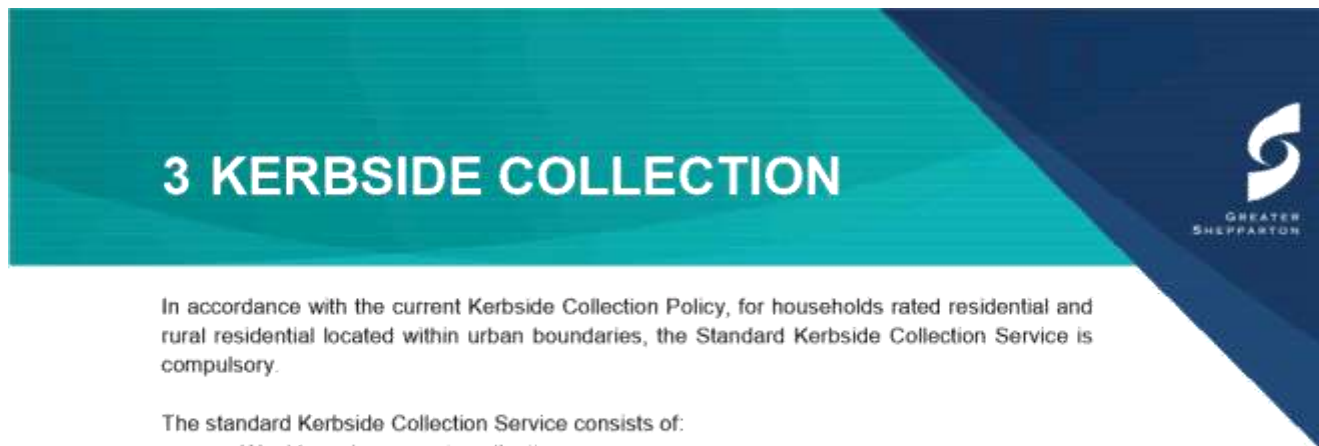 3 KERBSIDE COLLECTION
GREATER
SHEPPARTON
In accordance with the current Kerbside Collection Policy, for households rated residential and
rural residential located within urban boundaries, the Standard Kerbside Collection Service is
compulsory.
The standard Kerbside Collection Service consists of: